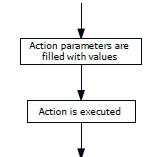 Action parameters are
filled with values
Action is executed